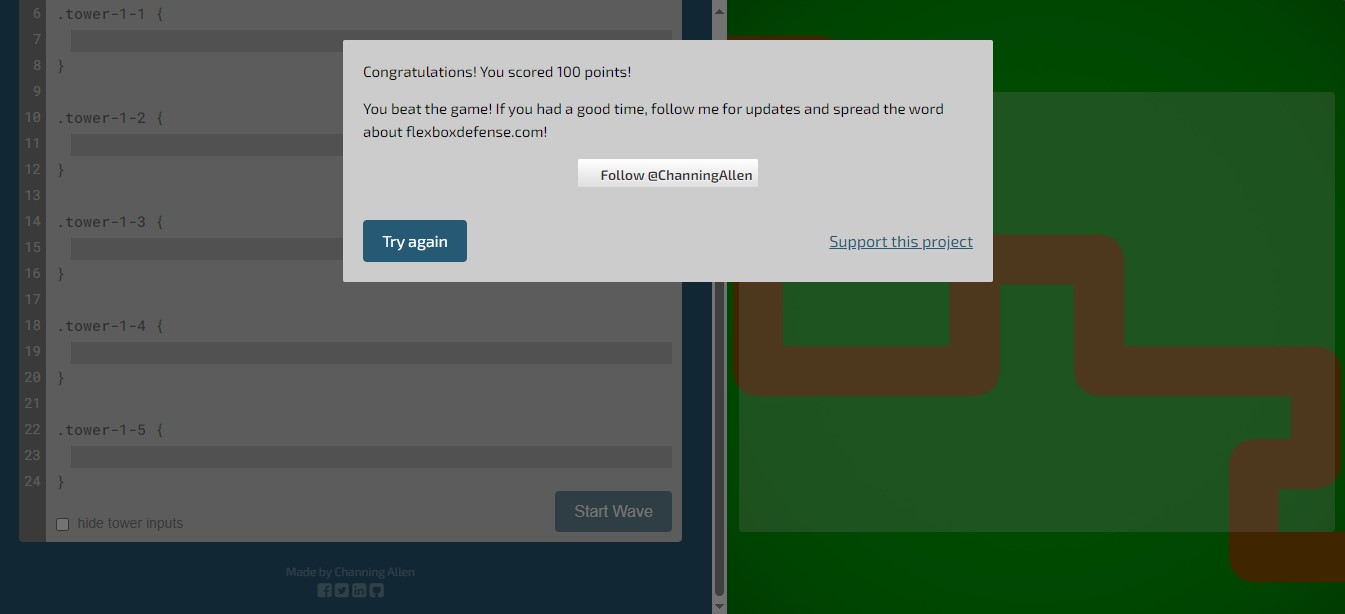 6 .tower-1-1 {
7
8 }
9
10 .tower-1-2 {
11
12 }
13
14 .tower-1-3 {
15
16 }
17
18 .tower-1-4 {
19
20 }
21
22 .tower-1-5 {
23
24 }
hide tower inputs
Start Wave
Made by Channing Allen
Congratulations! You scored 100 points!
You beat the game! If you had a good time, follow me for updates and spread the word
about flexboxdefense.com!
Follow @ChanningAllen
Try again
Support this project